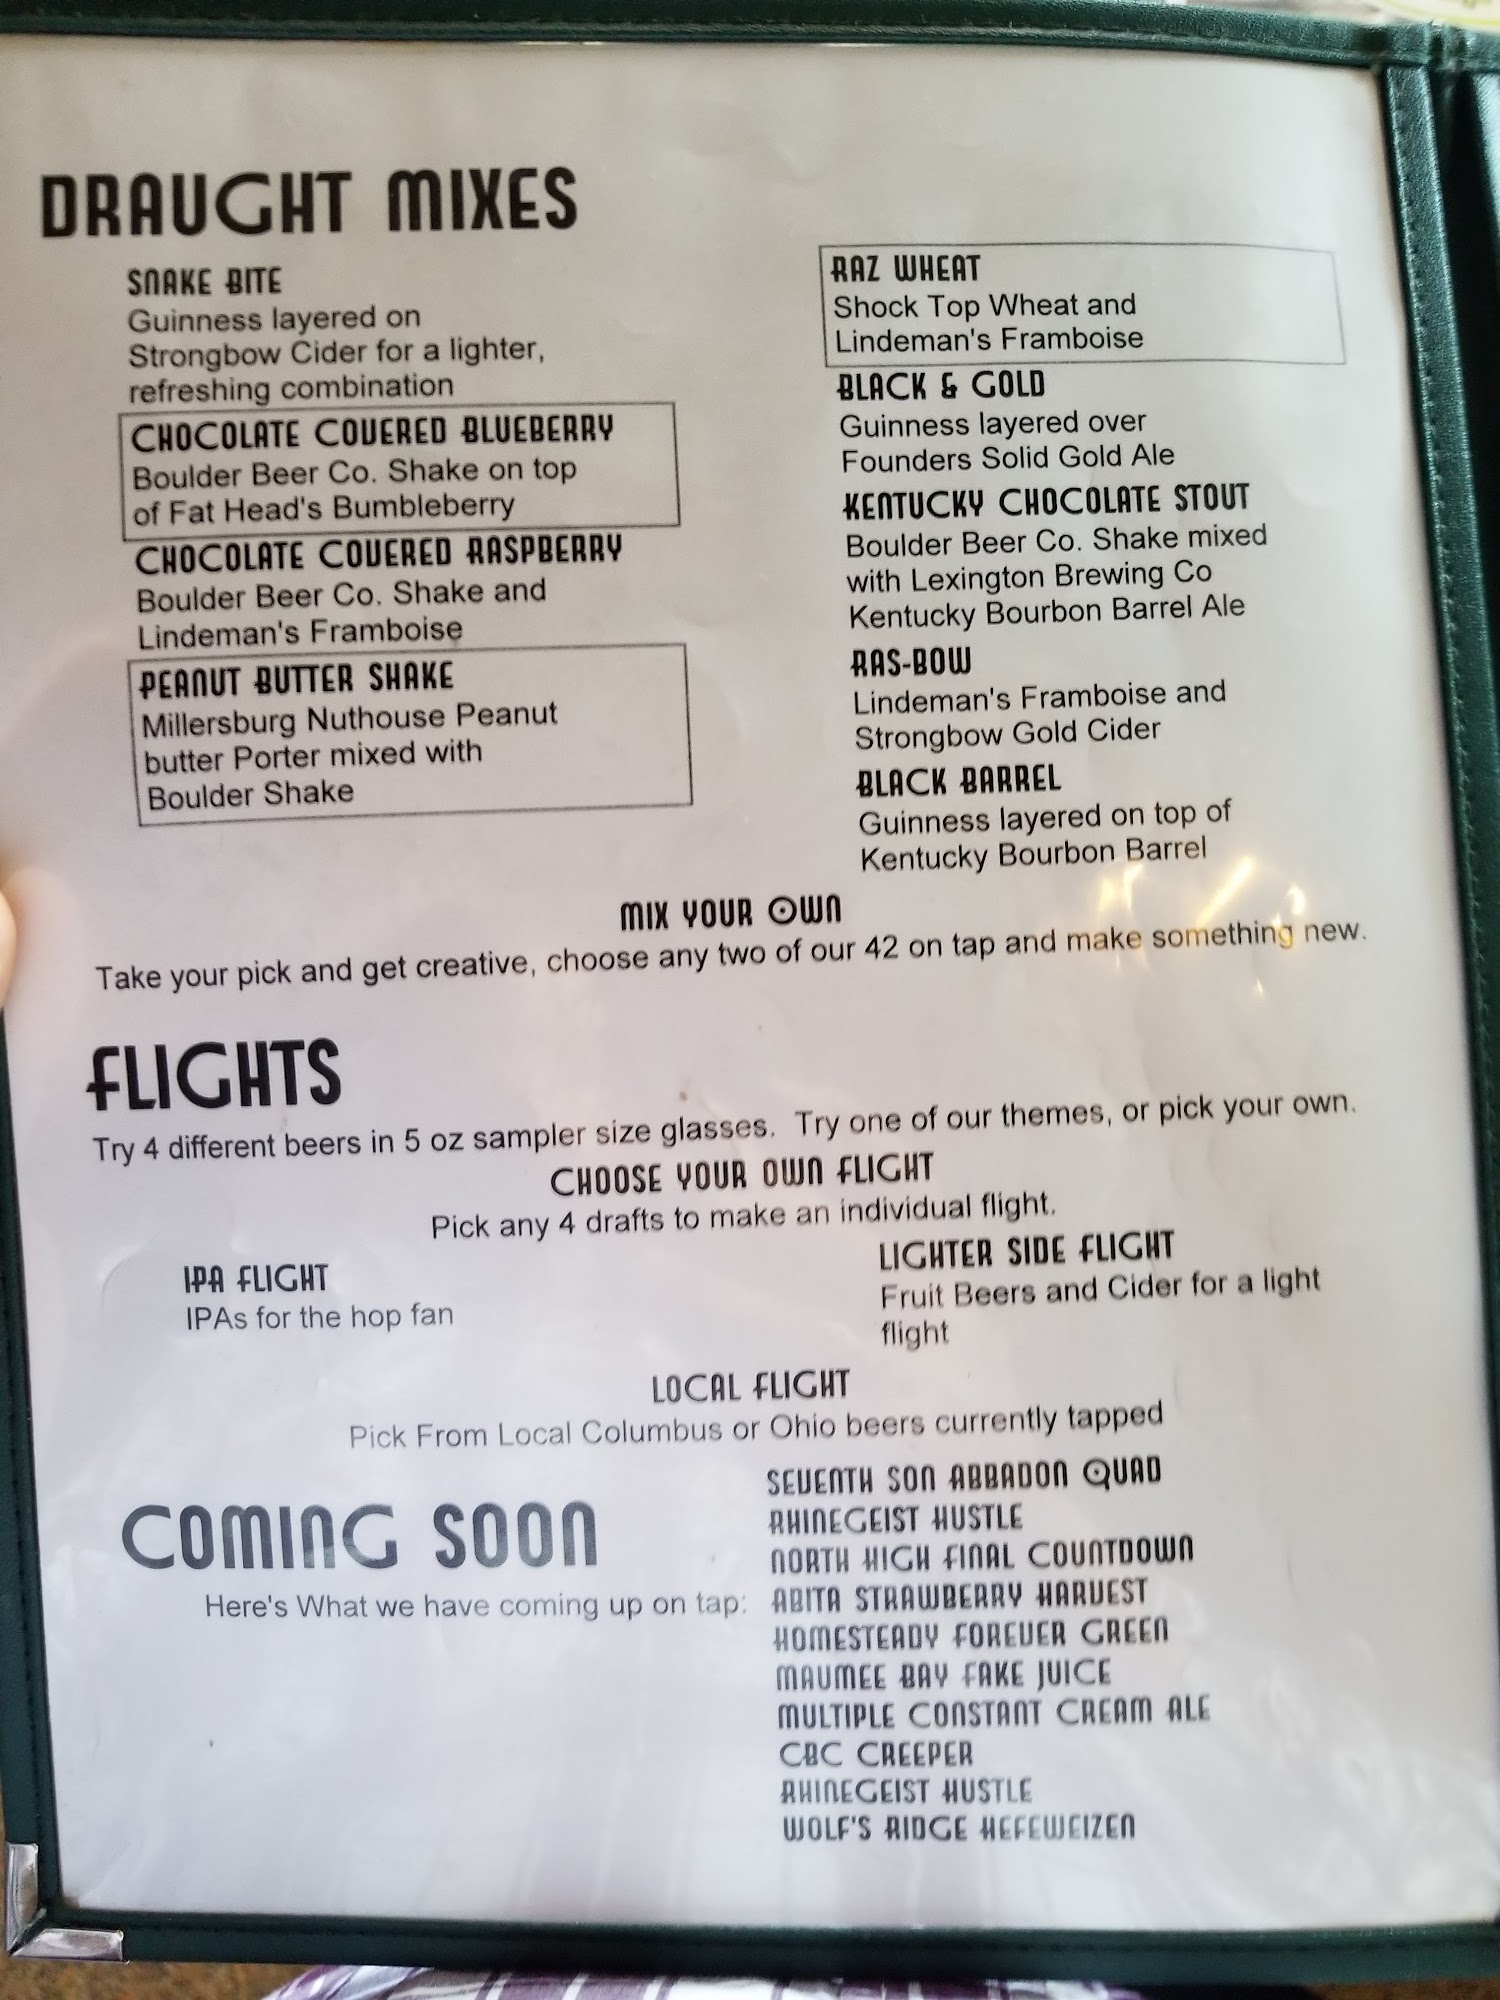 DRAUGHT MIXES
SNAKE BITE
Guinness layered on
Strongbow Cider for a lighter,
refreshing combination
CHOCOLATE COVERED BLUEBERRY
Boulder Beer Co. Shake on top
of Fat Head's Bumbleberry
CHOCOLATE COVERED RASPBERRY
Boulder Beer Co. Shake and
Lindeman's Framboise
PEANUT BUTTER SHAKE
Millersburg Nuthouse Peanut
butter Porter mixed with
Boulder Shake
RAZ WHEAT
Shock Top Wheat and
Lindeman's Framboise
BLACK & GOLD
Guinness layered over
Founders Solid Gold Ale
KENTUCKY CHOCOLATE STOUT
Boulder Beer Co. Shake mixed
with Lexington Brewing Co
Kentucky Bourbon Barrel Ale
RAS-BOW
Lindeman's Framboise and
Strongbow Gold Cider
BLACK BARREL
Guinness layered on top of
Kentucky Bourbon Barrel
MIX YOUR OWN
Take your pick and get creative, choose any two of our 42 on tap and make something new.
FLIGHTS
Try 4 different beers in 5 oz sampler size glasses. Try one of our themes, or pick your own.
CHOOSE YOUR OWN FLIGHT
Pick any 4 drafts to make an individual flight.
IPA FLIGHT
IPAs for the hop fan
LIGHTER SIDE FLIGHT
Fruit Beers and Cider for a light
flight
LOCAL FLIGHT
Pick From Local Columbus or Ohio beers currently tapped
COMING SOON
Here's What we have coming up on tap:
SEVENTH SON ABBADON QUAD
RHINEGEIST HUSTLE
NORTH HIGH FINAL COUNTDOWN
ABITA STRAWBERRY HARVEST
HOMESTEADY FOREVER GREEN
MAUMEE BAY FAKE JUICE
MULTIPLE CONSTANT CREAM ALE
CBC CREEPER
RHINEGEIST HUSTLE
WOLF'S RIDGE HEFEWEIZEN